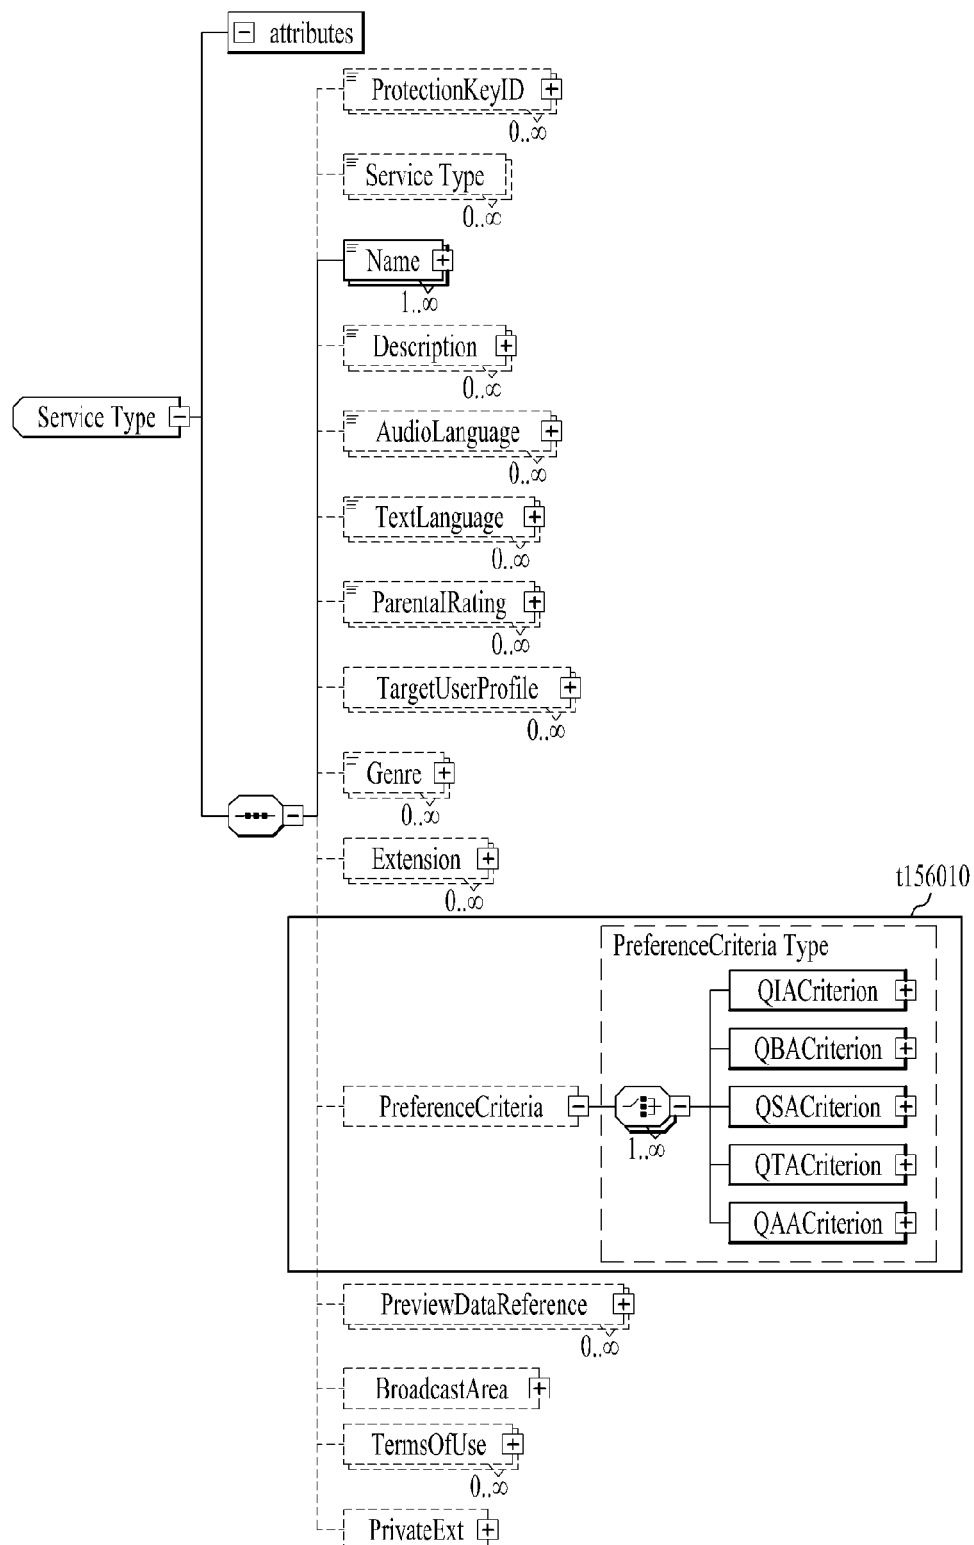 attributes
ProtectionKeyID
0..∞
Service Type
0..∞
Name
1..∞
Description
0..∞
Service Type
AudioLanguage
0..∞
TextLanguage
0..∞
ParentalRating
0..∞
TargetUserProfile
0..∞
Genre
0..∞
Extension
0..∞
t156010
PreferenceCriteria Type
QIACriterion
QBACriterion
PreferenceCriteria
QSACriterion
1..∞
QTACriterion
QAACriterion
PreviewDataReference
0..∞
BroadcastArea
TermsOfUse
0..∞
PrivateExt